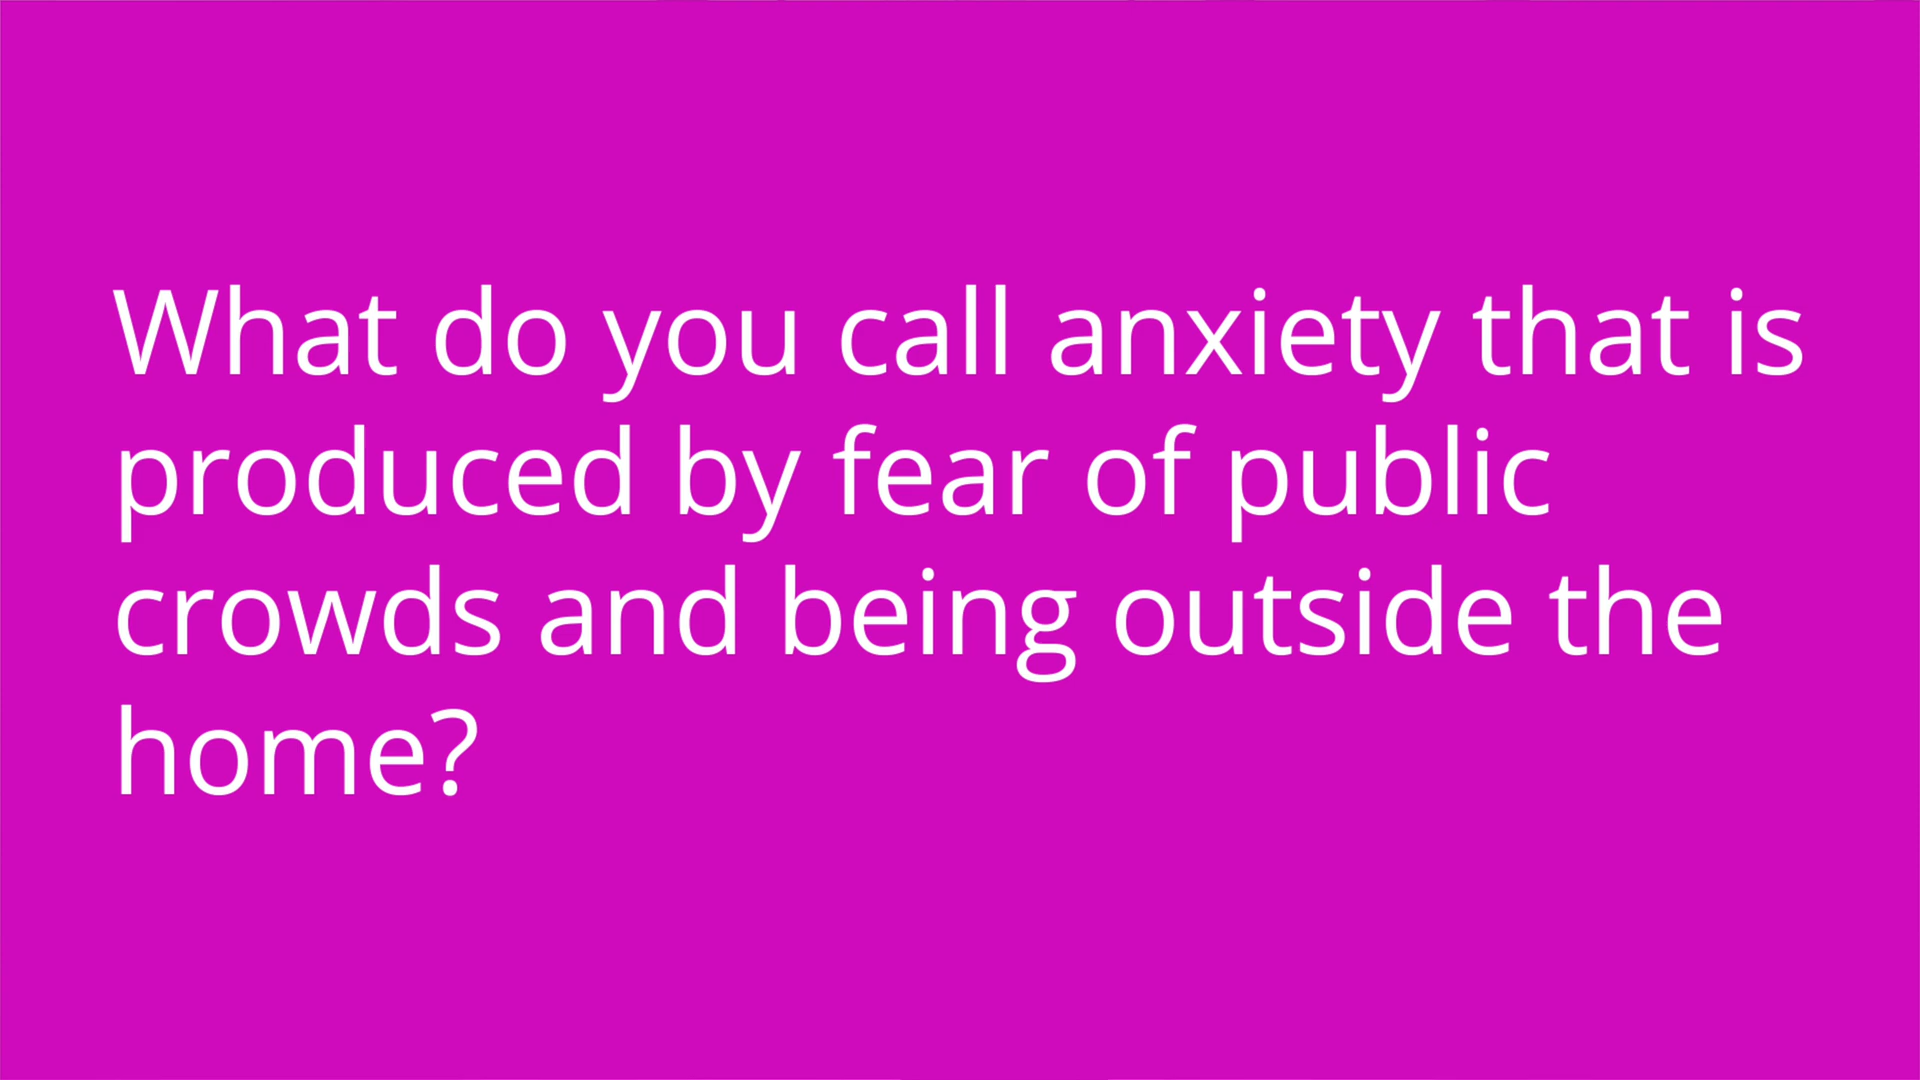 What do you call anxiety that is
produced by fear of public
crowds and being outside the
home?